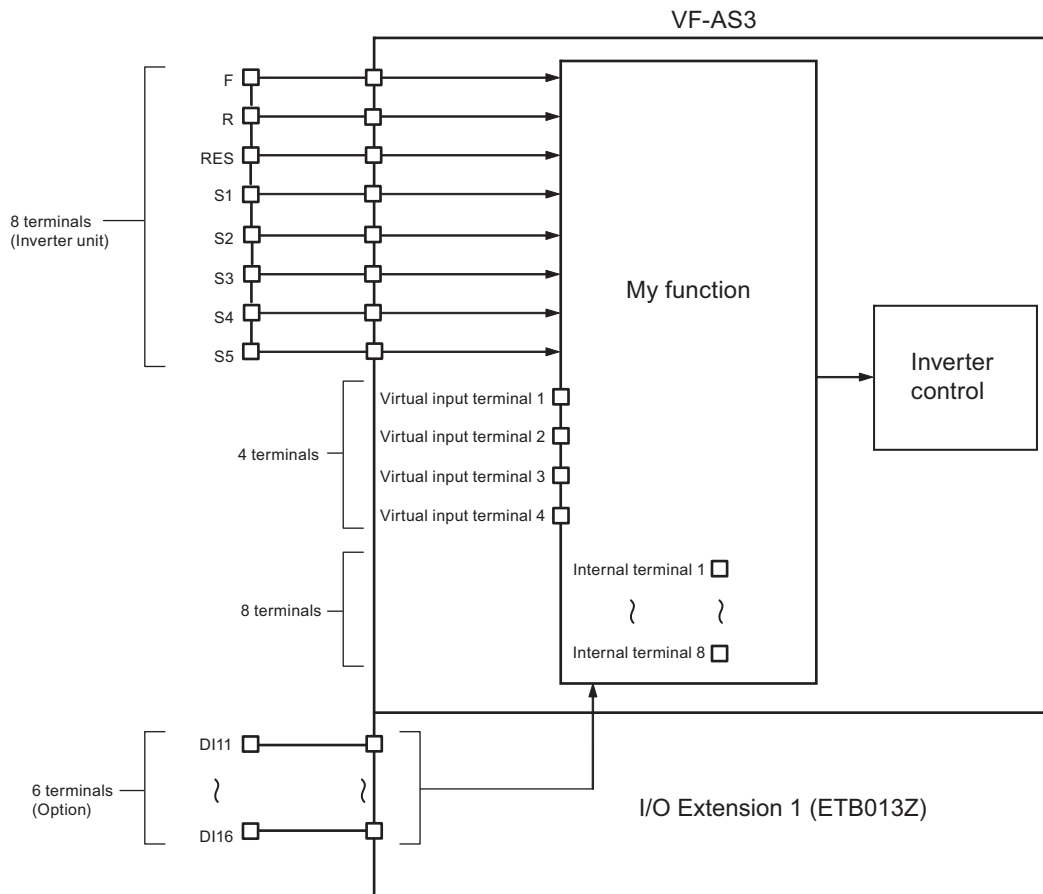 VF-AS3
F
R
RES
S1
S2
S3
S4
S5
8 terminals
(Inverter unit)
My function
Inverter
control
Virtual input terminal 1
Virtual input terminal 2
Virtual input terminal 3
Virtual input terminal 4
4 terminals
Internal terminal 1
Internal terminal 8
8 terminals
DI11
DI16
6 terminals
(Option)
I/O Extension 1 (ETB013Z)